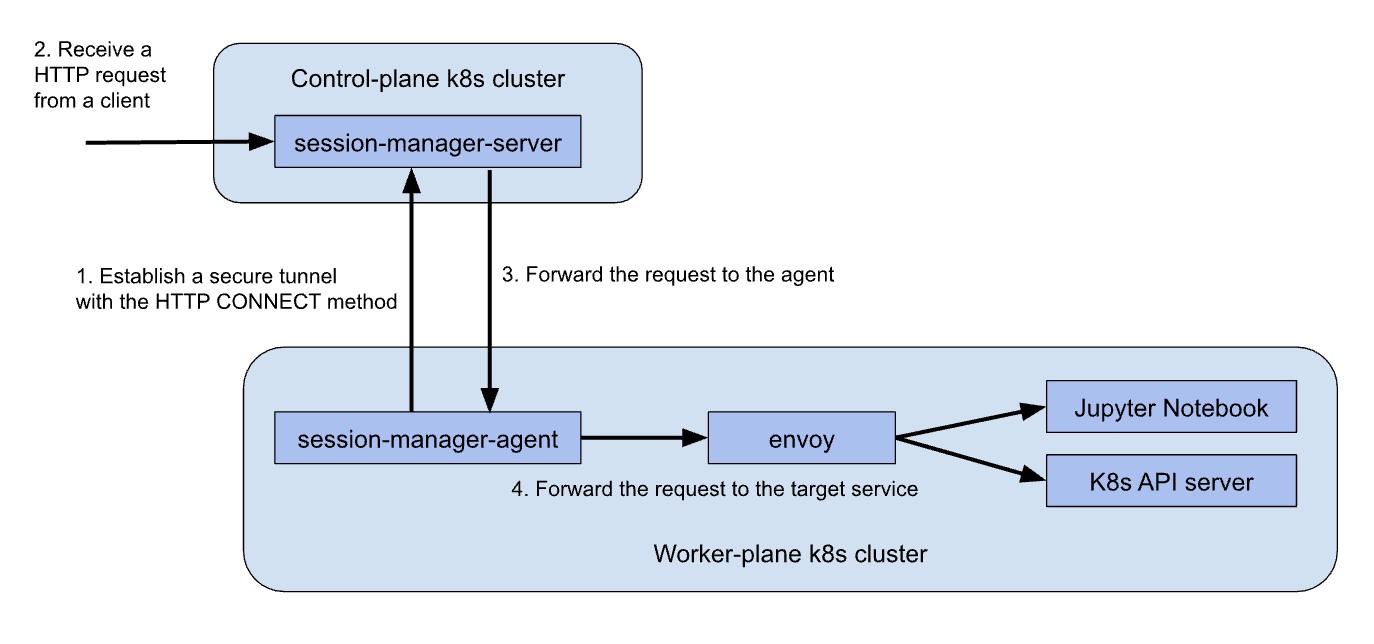 2. Receive a
HTTP request
from a client
Control-plane k8s cluster
session-manager-server
1. Establish a secure tunnel
with the HTTP CONNECT method
3. Forward the request to the agent
session-manager-agent
envoy
Jupyter Notebook
K8s API server
4. Forward the request to the target service
Worker-plane k8s cluster